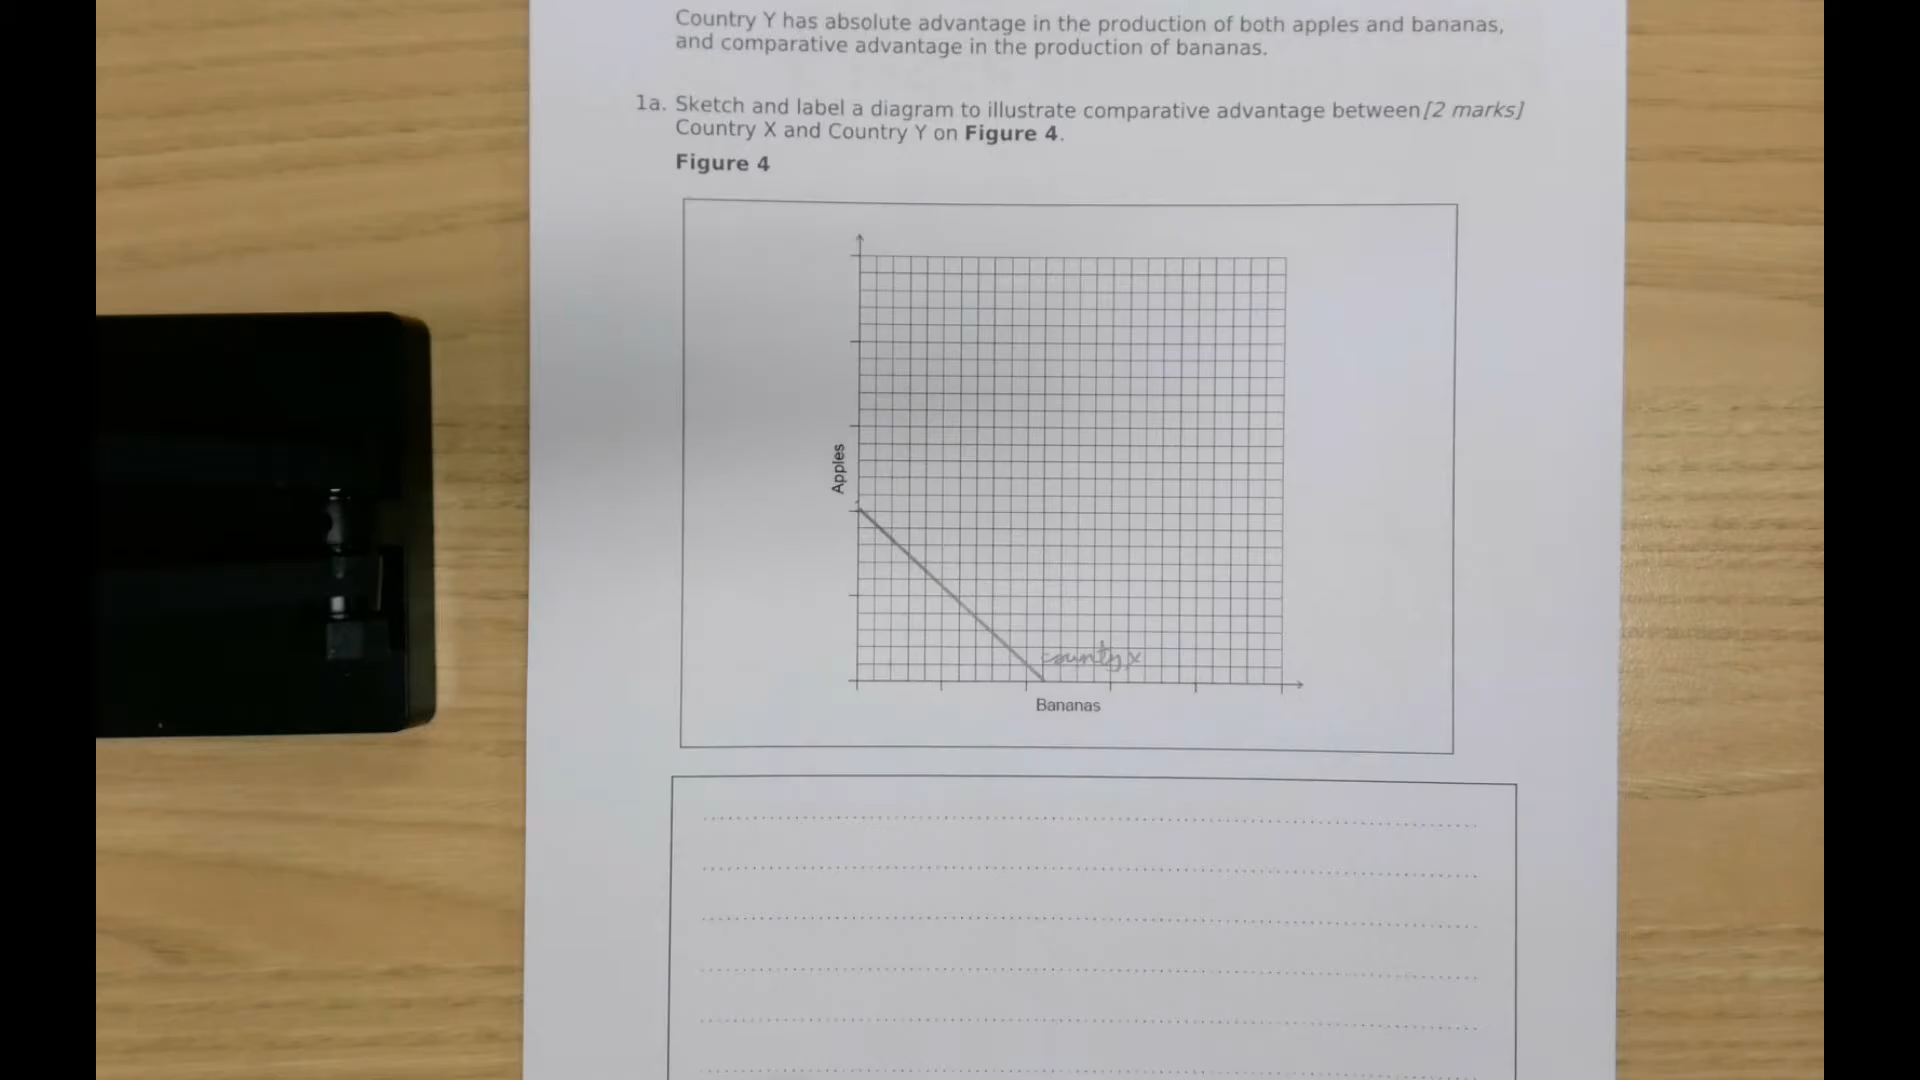 Country Y has absolute advantage in the production of both apples and bananas,
and comparative advantage in the production of bananas.
1a. Sketch and label a diagram to illustrate comparative advantage between [2 marks]
Country X and Country Y on Figure 4.
Figure 4
Apples
county x
Bananas